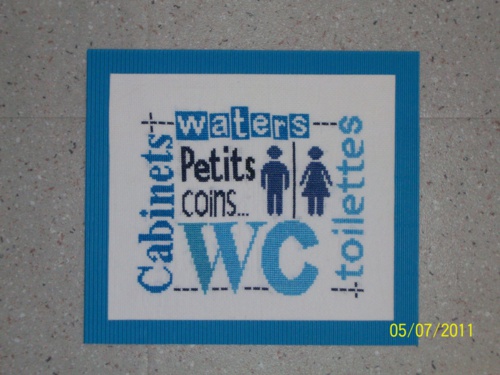 Cabinets
waters
Petits
coins...
WC
toilettes
05/07/2011